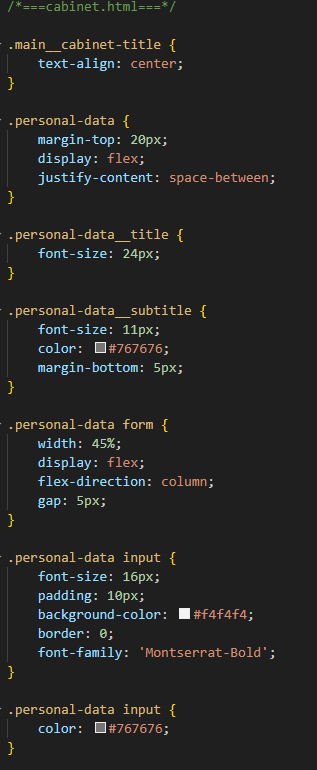 /*===cabinet.html===*/
.main__cabinet-title {
text-align: center;
}
.personal-data {
margin-top: 20px;
display: flex;
justify-content: space-between;
}
.personal-data__title {
font-size: 24px;
}
.personal-data__subtitle {
font-size: 11px;
color: #767676;
margin-bottom: 5px;
}
.personal-data form {
width: 45%;
display: flex;
flex-direction: column;
gap: 5px;
}
.personal-data input {
font-size: 16px;
padding: 10px;
background-color: #f4f4f4;
border: 0;
font-family: 'Montserrat-Bold';
}
.personal-data input {
color: #767676;
}